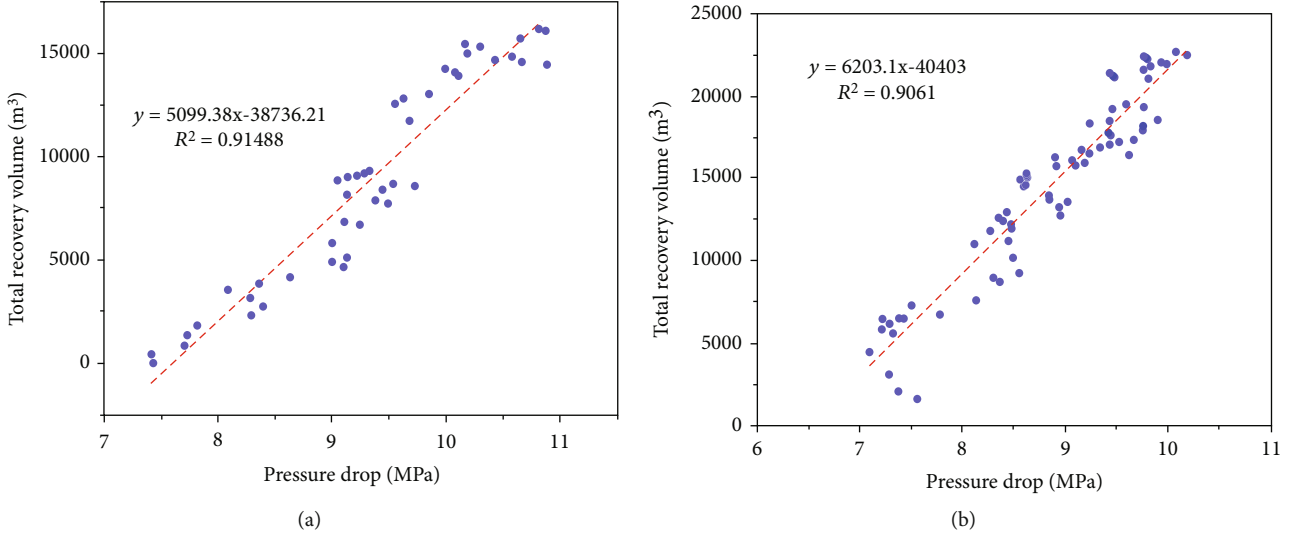 Total recovery volume (m³)
15000
10000
5000
0
y = 5099.38x-38736.21
R² = 0.91488
7
8
9
10
11
Pressure drop (MPa)
(a)
Total recovery volume (m³)
25000
20000
15000
10000
5000
0
y = 6203.1x-40403
R² = 0.9061
6
7
8
9
10
11
Pressure drop (MPa)
(b)